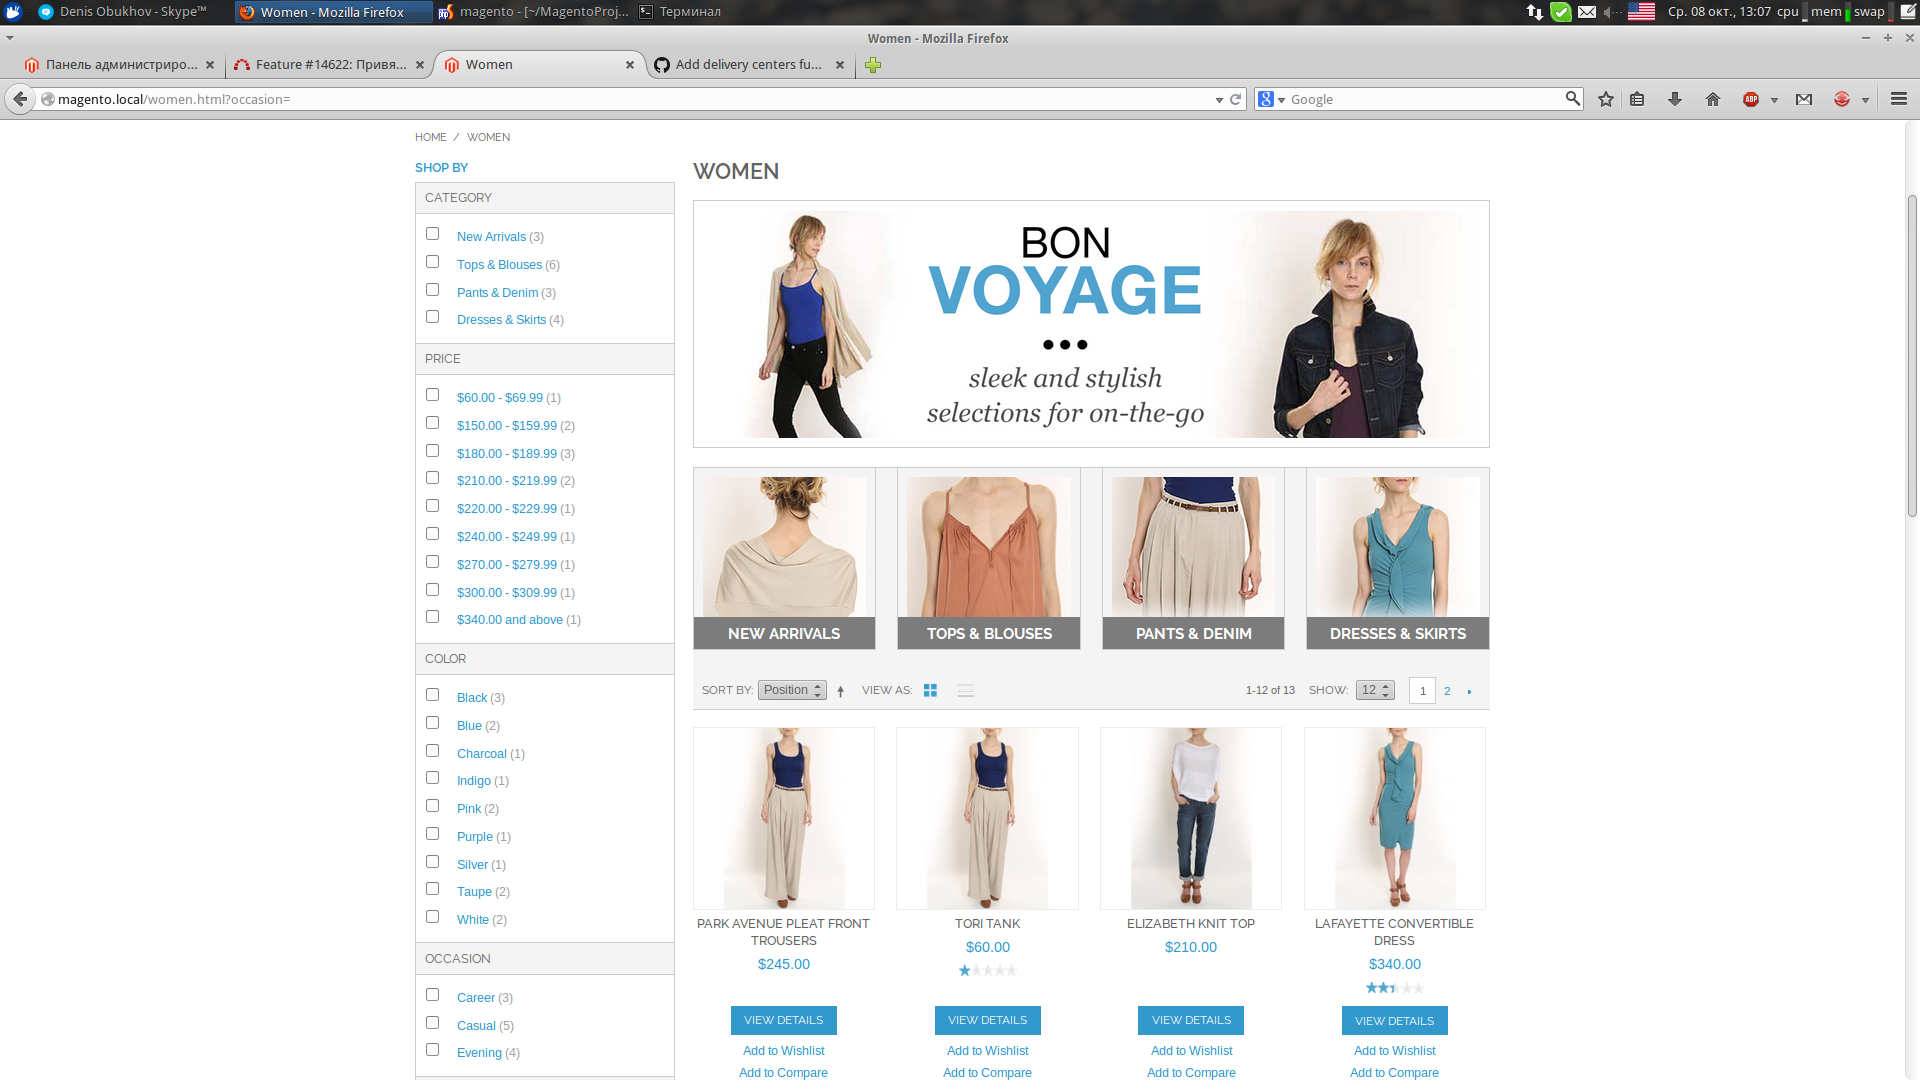 Denis Obukhov - Skype™
Women - Mozilla Firefox
magento - [~/MagentoProj...
Терминал
Ср. 08 окт., 13:07 cpu mem swap
Women - Mozilla Firefox
Панель администриро...
Feature #14622: Привя...
Women
Add delivery centers fu...
magento.local/women.html?occasion=
Google
HOME / WOMEN
SHOP BY
CATEGORY
New Arrivals (3)
Tops & Blouses (6)
Pants & Denim (3)
Dresses & Skirts (4)
PRICE
$60.00 - $69.99 (1)
$150.00 - $159.99 (2)
$180.00 - $189.99 (3)
$210.00 - $219.99 (2)
$220.00 - $229.99 (1)
$240.00 - $249.99 (1)
$270.00 - $279.99 (1)
$300.00 - $309.99 (1)
$340.00 and above (1)
COLOR
Black (3)
Blue (2)
Charcoal (1)
Indigo (1)
Pink (2)
Purple (1)
Silver (1)
Taupe (2)
White (2)
OCCASION
Career (3)
Casual (5)
Evening (4)
WOMEN
BON
VOYAGE
sleek and stylish
selections for on-the-go
NEW ARRIVALS
TOPS & BLOUSES
PANTS & DENIM
DRESSES & SKIRTS
SORT BY: Position VIEW AS: 1-12 of 13 SHOW: 12 1 2
PARK AVENUE PLEAT FRONT
TROUSERS
$245.00
VIEW DETAILS
Add to Wishlist
Add to Compare
TORI TANK
$60.00
VIEW DETAILS
Add to Wishlist
Add to Compare
ELIZABETH KNIT TOP
$210.00
VIEW DETAILS
Add to Wishlist
Add to Compare
LAFAYETTE CONVERTIBLE
DRESS
$340.00
VIEW DETAILS
Add to Wishlist
Add to Compare